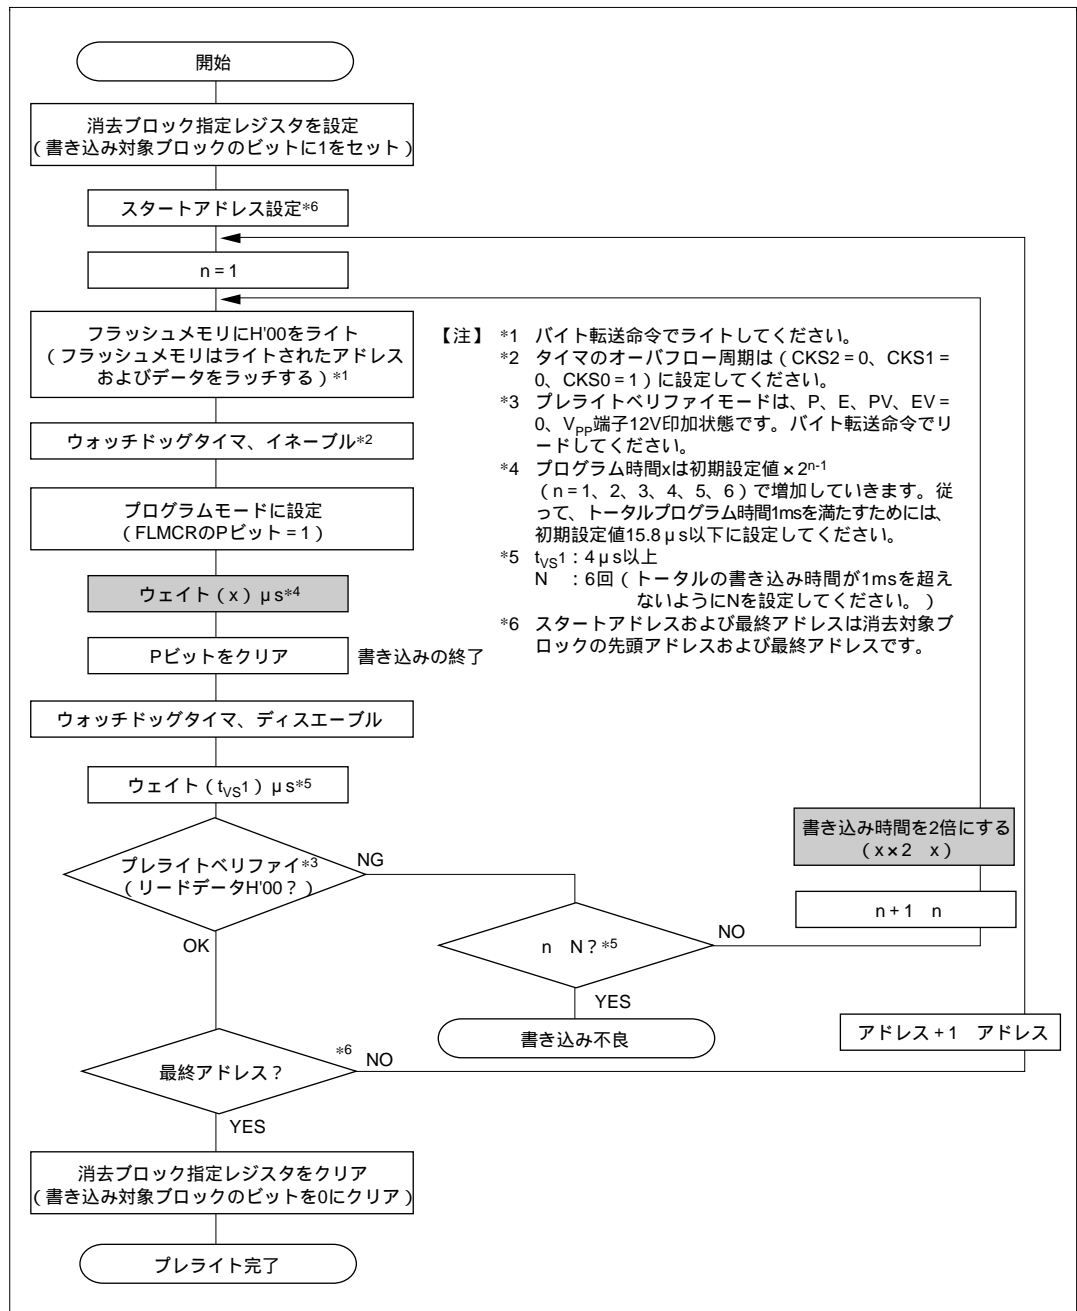 開始
消去ブロック指定レジスタを設定
（書き込み対象ブロックのビットに1をセット）
スタートアドレス設定*6
n = 1
フラッシュメモリにH'00をライト
（フラッシュメモリはライトされたアドレス
およびデータをラッチする）*1
ウォッチドッグタイマ、イネーブル*2
プログラムモードに設定
（FLMCRのPビット = 1）
ウェイト（x）μs*4
Pビットをクリア 書き込みの終了
ウォッチドッグタイマ、ディスエーブル
ウェイト（tVS1）μs*5
プレライトベリファイ*3
（リードデータH'00？）
NG
OK
n N？*5
NO
YES
書き込み不良
書き込み時間を2倍にする
（x×2 x）
n + 1 n
アドレス + 1 アドレス
最終アドレス？
*6 NO
YES
消去ブロック指定レジスタをクリア
（書き込み対象ブロックのビットを0にクリア）
プレライト完了
【注】 *1 バイト転送命令でライトしてください。
*2 タイマのオーバフロー周期は（CKS2 = 0、CKS1 =
0、CKS0 = 1）に設定してください。
*3 プレライトベリファイモードは、P、E、PV、EV =
0、VPP端子12V印加状態です。バイト転送命令でリ
ードしてください。
*4 プログラム時間xは初期設定値 × 2n-1
（n = 1、2、3、4、5、6）で増加していきます。従
って、トータルプログラム時間1msを満たすためには、
初期設定値15.8μs以下に設定してください。
*5 tVS1：4μs以上
N ：6回（トータルの書き込み時間が1msを超え
ないようにNを設定してください。）
*6 スタートアドレスおよび最終アドレスは消去対象ブ
ロックの先頭アドレスおよび最終アドレスです。